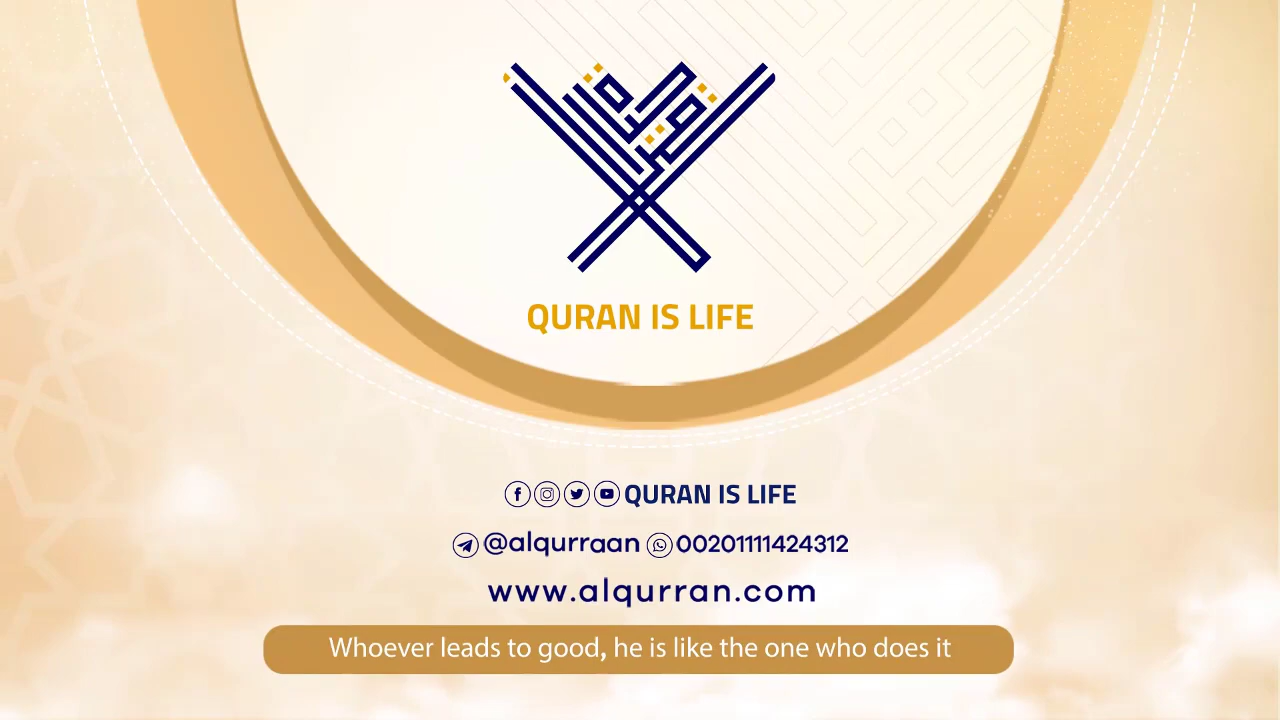 QURAN IS LIFE
QURAN IS LIFE
@alqurraan 00201111424312
www.alqurran.com
Whoever leads to good, he is like the one who does it